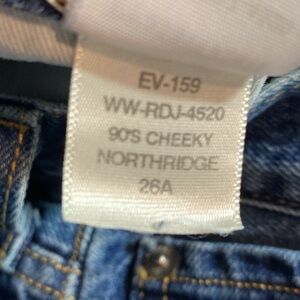 EV-159
WW-RDJ-4520
90'S CHEEKY
NORTHRIDGE
26A